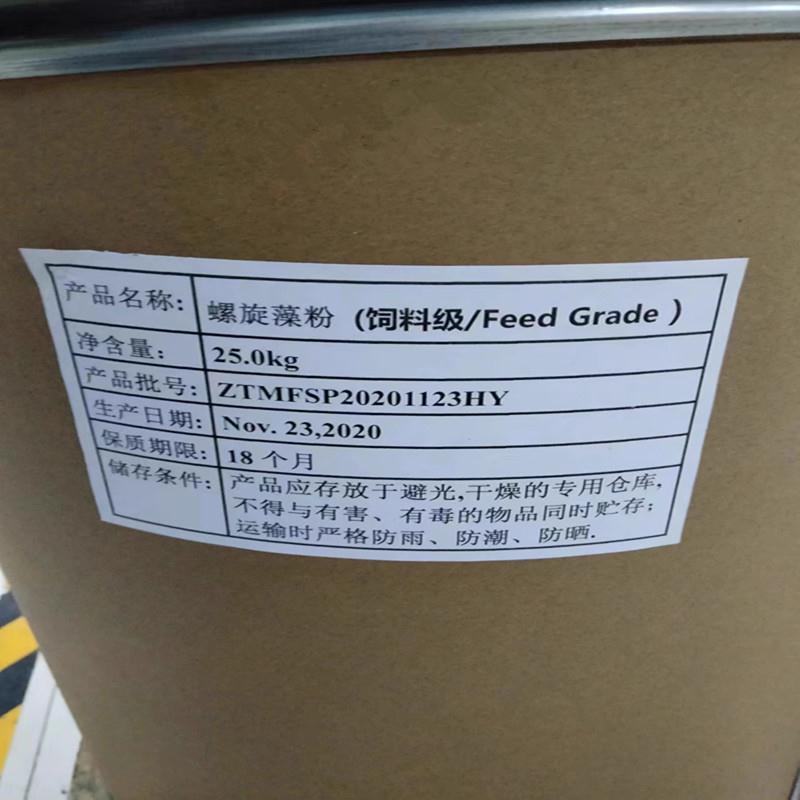 产品名称: 螺旋藻粉 (饲料级/Feed Grade )
净含量: 25.0kg
产品批号: ZTMFSP20201123HY
生产日期: Nov. 23,2020
保质期限: 18 个月
储存条件: 产品应存放于避光,干燥的专用仓库,
不得与有害、有毒的物品同时贮存;
运输时严格防雨、防潮、防晒.